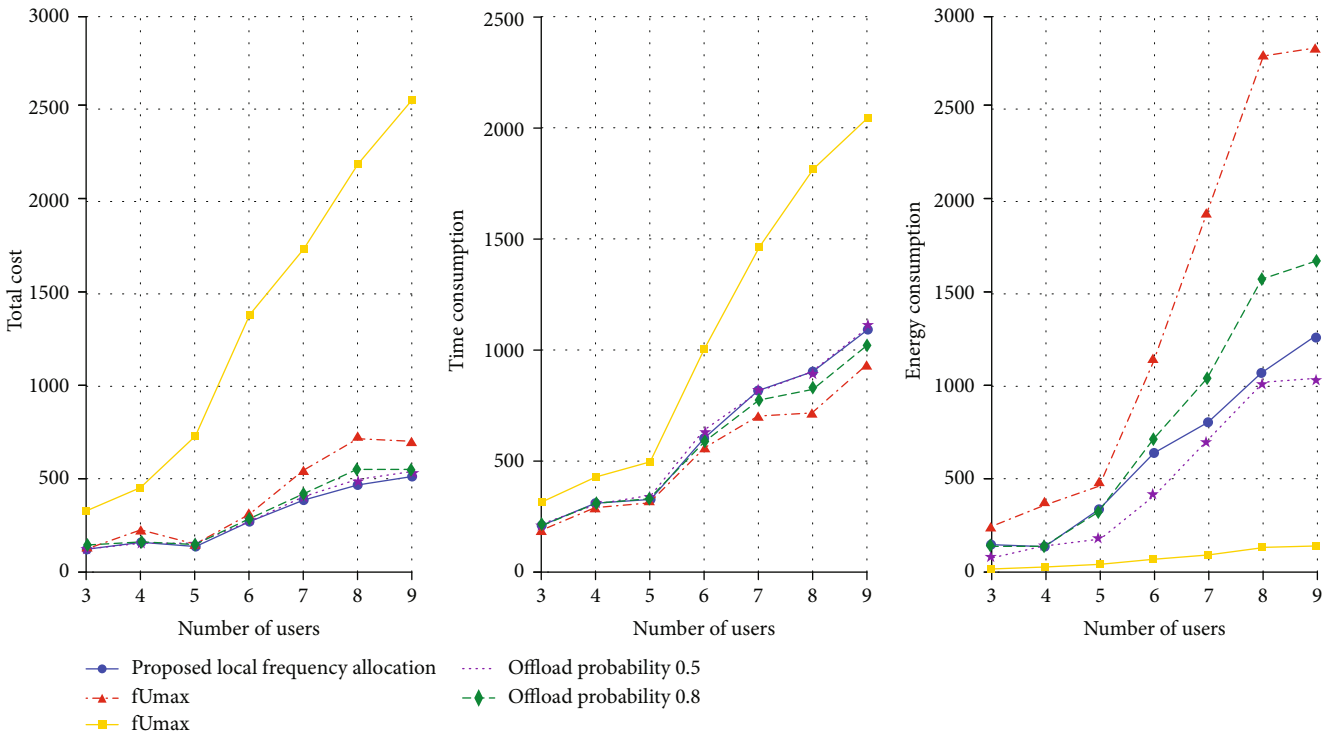 Total cost
3000
2500
2000
1500
1000
500
0
3 4 5 6 7 8 9
Number of users
Time consumption
2500
2000
1500
1000
500
0
3 4 5 6 7 8 9
Number of users
Energy consumption
3000
2500
2000
1500
1000
500
0
3 4 5 6 7 8 9
Number of users
Proposed local frequency allocation
fUmax
fUmax
Offload probability 0.5
Offload probability 0.8